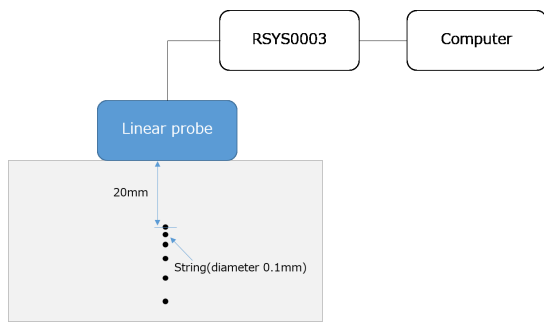 RSYS0003
Computer
Linear probe
20mm
String(diameter 0.1mm)